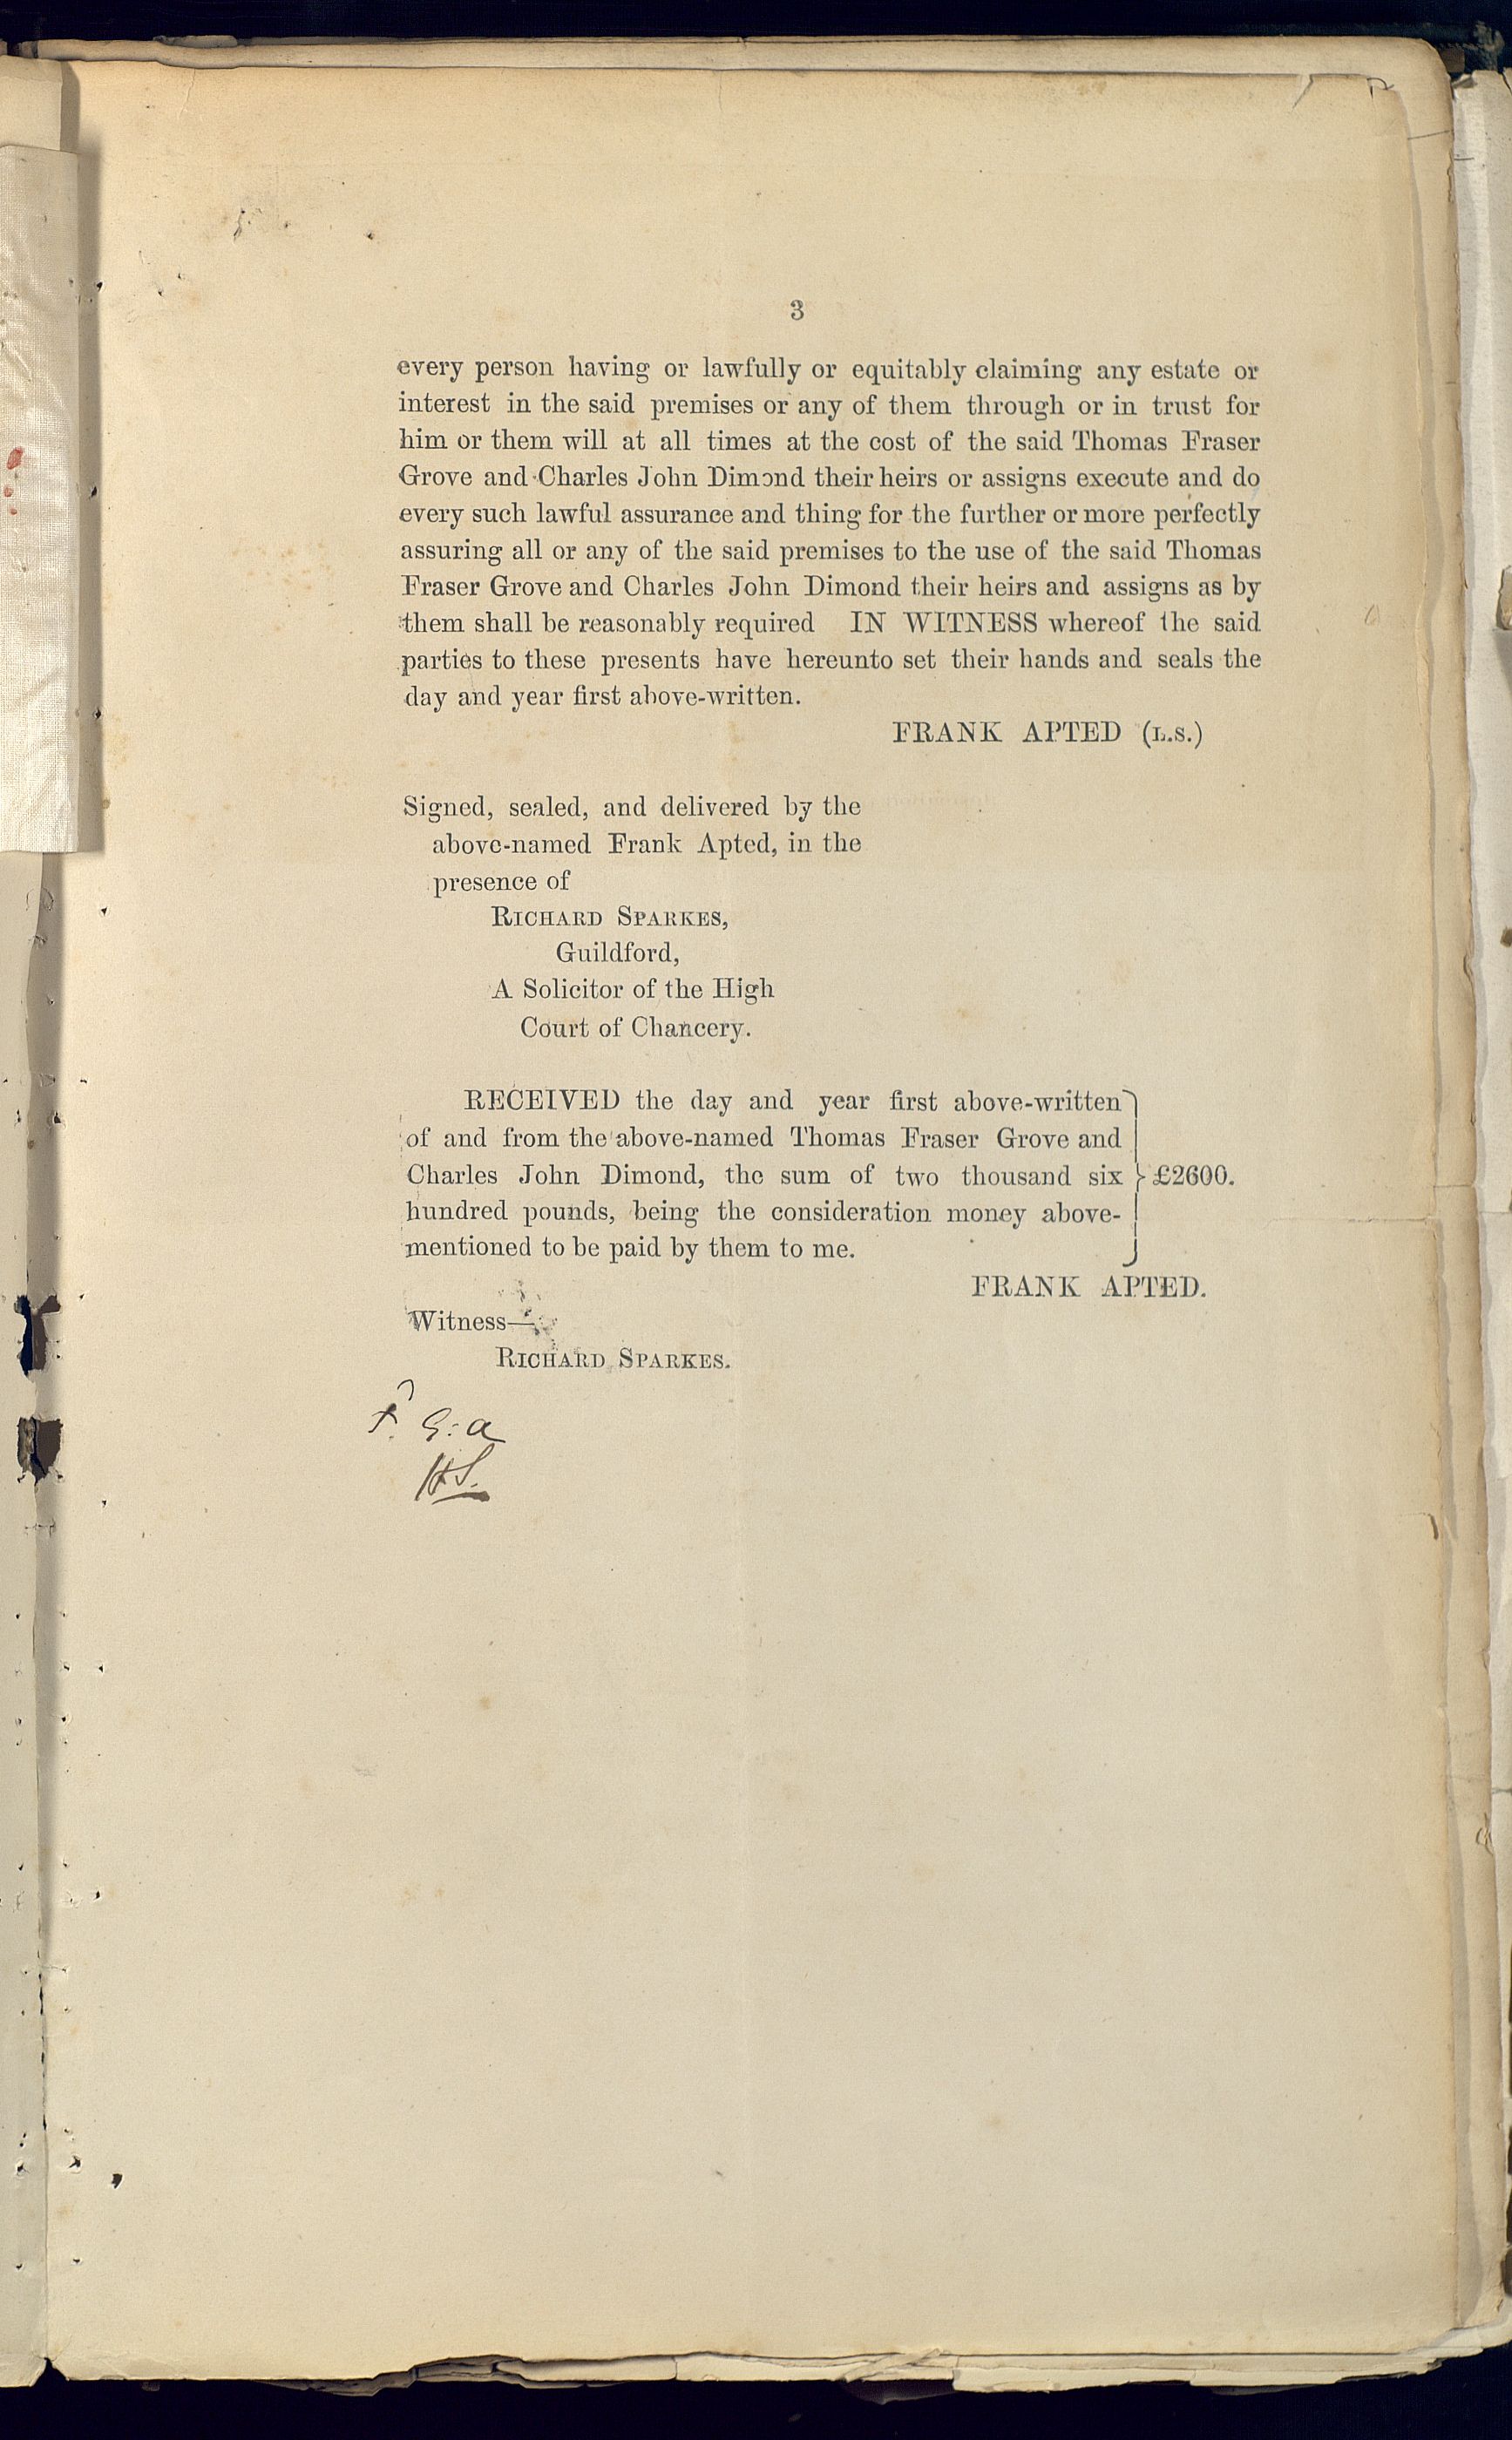 3
every person having or lawfully or equitably claiming any estate or
interest in the said premises or any of them through or in trust for
him or them will at all times at the cost of the said Thomas Fraser
Grove and Charles John Dimond their heirs or assigns execute and do
every such lawful assurance and thing for the further or more perfectly
assuring all or any of the said premises to the use of the said Thomas
Fraser Grove and Charles John Dimond their heirs and assigns as by
them shall be reasonably required IN WITNESS whereof the said
parties to these presents have hereunto set their hands and seals the
day and year first above-written.
FRANK APTED (L.S.)
Signed, sealed, and delivered by the
above-named Frank Apted, in the
presence of
RICHARD SPARKES,
Guildford,
A Solicitor of the High
Court of Chancery.
RECEIVED the day and year first above-written
of and from the above-named Thomas Fraser Grove and
Charles John Dimond, the sum of two thousand six } £2600.
hundred pounds, being the consideration money above-
mentioned to be paid by them to me.
FRANK APTED.
Witness—
RICHARD SPARKES.
HS.